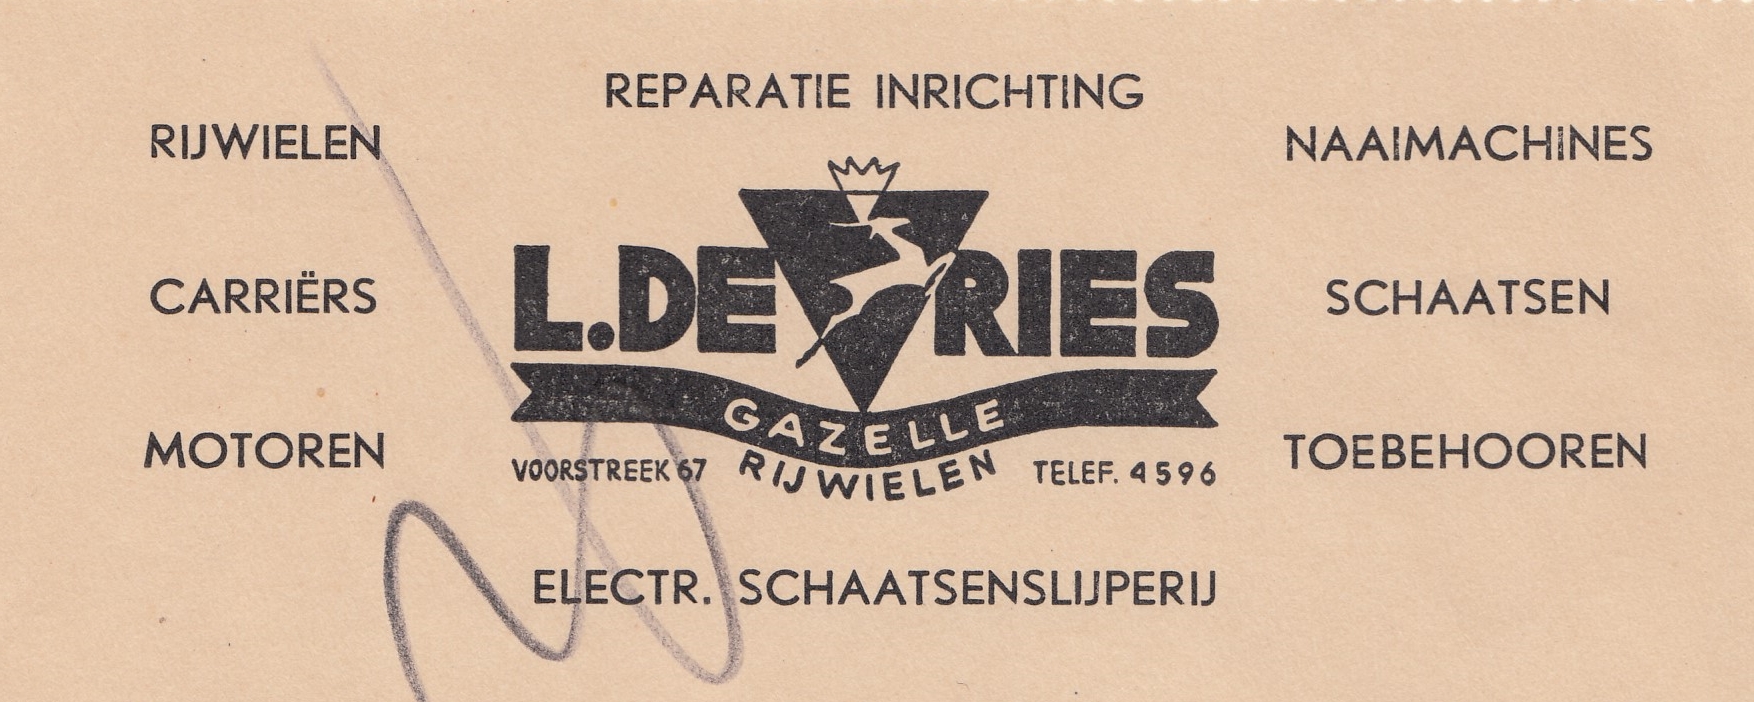 REPARATIE INRICHTING
RIJWIELEN
NAAIMACHINES
L. DE VRIES
CARRIËRS
SCHAATSEN
GAZELLE
RIJWIELEN
MOTOREN
TOEBEHOOREN
VOORSTREEK 67
TELEF. 4596
ELECTR. SCHAATSENSLIJPERIJ